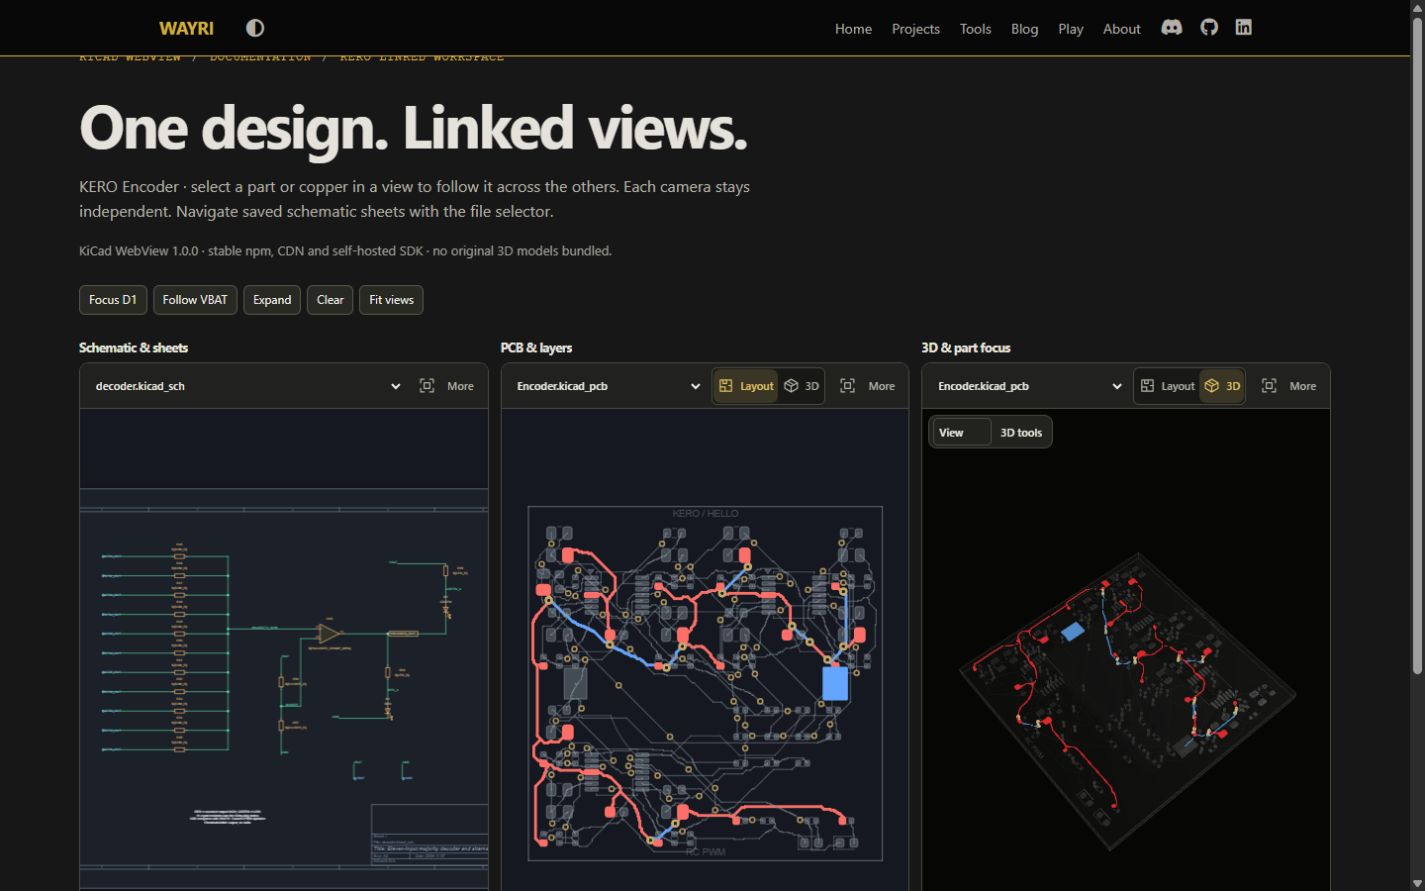 WAYRI
Home Projects Tools Blog Play About
KICAD WEBVIEW / DOCUMENTATION / KERO LINKED WORKSPACE
One design. Linked views.
KERO Encoder · select a part or copper in a view to follow it across the others. Each camera stays
independent. Navigate saved schematic sheets with the file selector.
KiCad WebView 1.0.0 · stable npm, CDN and self-hosted SDK · no original 3D models bundled.
Focus D1 Follow VBAT Expand Clear Fit views
Schematic & sheets
decoder.kicad_sch More
PCB & layers
Encoder.kicad_pcb Layout 3D More
KERO / HELLO
RC PWM
3D & part focus
Encoder.kicad_pcb Layout 3D More
View 3D tools